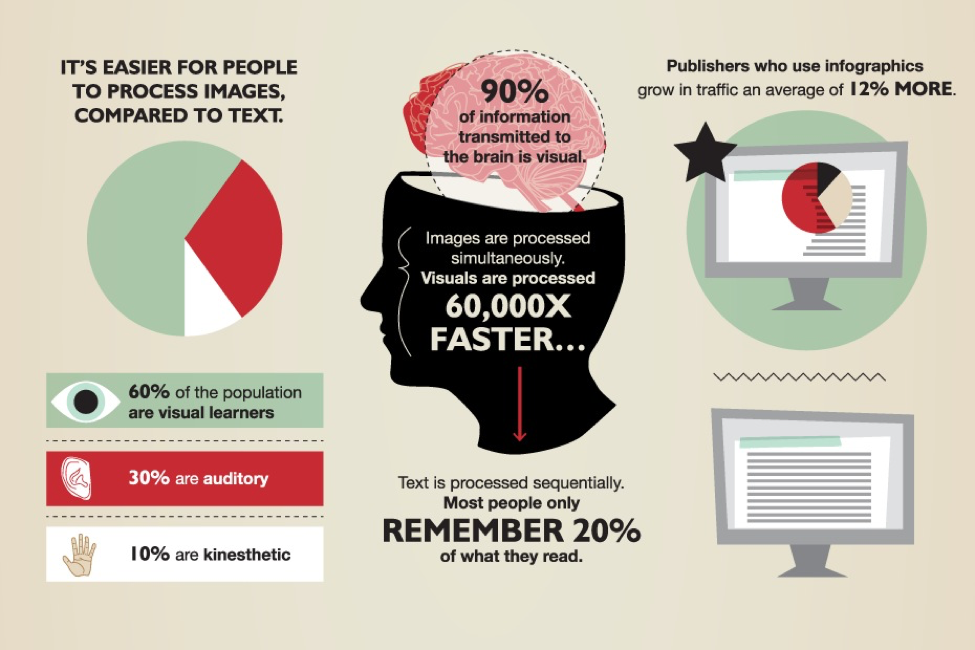 IT'S EASIER FOR PEOPLE
TO PROCESS IMAGES,
COMPARED TO TEXT.
60% of the population
are visual learners
30% are auditory
10% are kinesthetic
90%
of information
transmitted to
the brain is visual.
Images are processed
simultaneously.
Visuals are processed
60,000X
FASTER...
Text is processed sequentially.
Most people only
REMEMBER 20%
of what they read.
Publishers who use infographics
grow in traffic an average of 12% MORE.